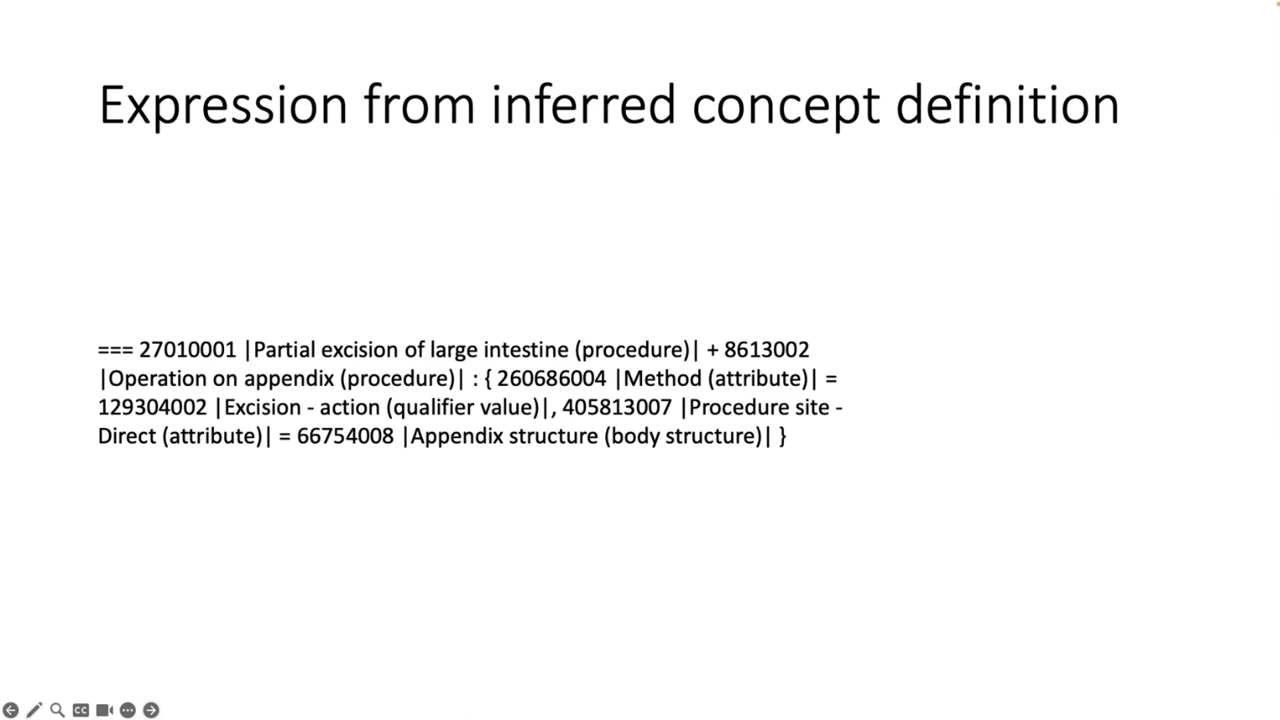 Expression from inferred concept definition
=== 27010001 |Partial excision of large intestine (procedure)| + 8613002
|Operation on appendix (procedure)| : { 260686004 |Method (attribute)| =
129304002 |Excision - action (qualifier value)|, 405813007 |Procedure site -
Direct (attribute)| = 66754008 |Appendix structure (body structure)| }
CC